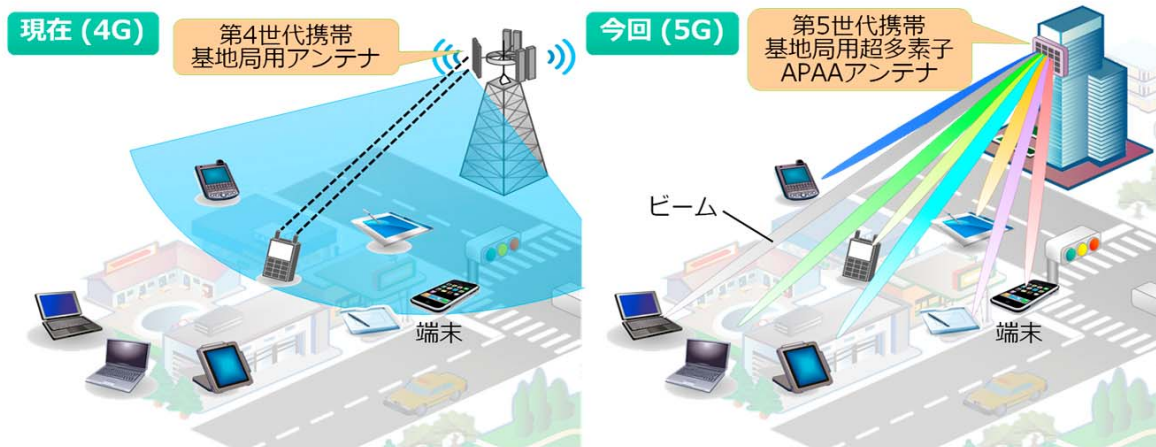 現在 (4G)
第4世代携帯
基地局用アンテナ
端末
今回 (5G)
第5世代携帯
基地局用超多素子
APAAアンテナ
ビーム
端末